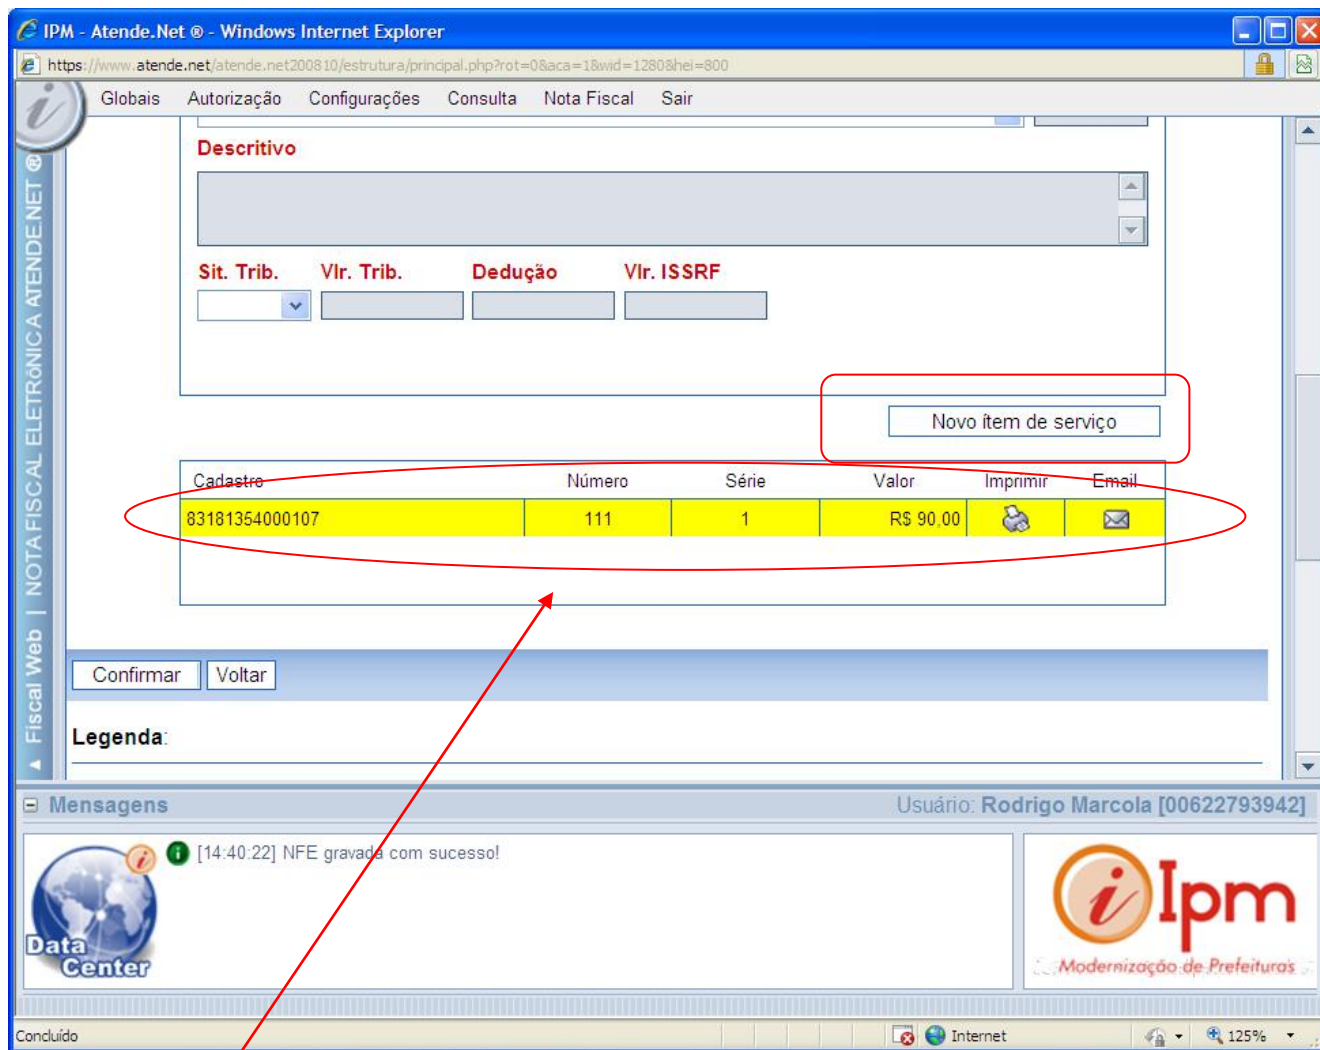 IPM - Atende.Net ® - Windows Internet Explorer
https://www.atende.net/atende.net200810/estrutura/principal.php?rot=0&aca=1&wid=1280&hei=800
Globais Autorização Configurações Consulta Nota Fiscal Sair
Descritivo
Sit. Trib. Vlr. Trib. Dedução Vlr. ISSRF
Novo ítem de serviço
Cadastro Número Série Valor Imprimir Email
83181354000107 111 1 R$ 90,00
Confirmar Voltar
Legenda:
Fiscal Web | NOTA FISCAL ELETRôNICA ATENDE.NET ®
Mensagens Usuário: Rodrigo Marcola [00622793942]
[14:40:22] NFE gravada com sucesso!
Data
Center
i Ipm
Modernização de Prefeituras
Concluído Internet 125%